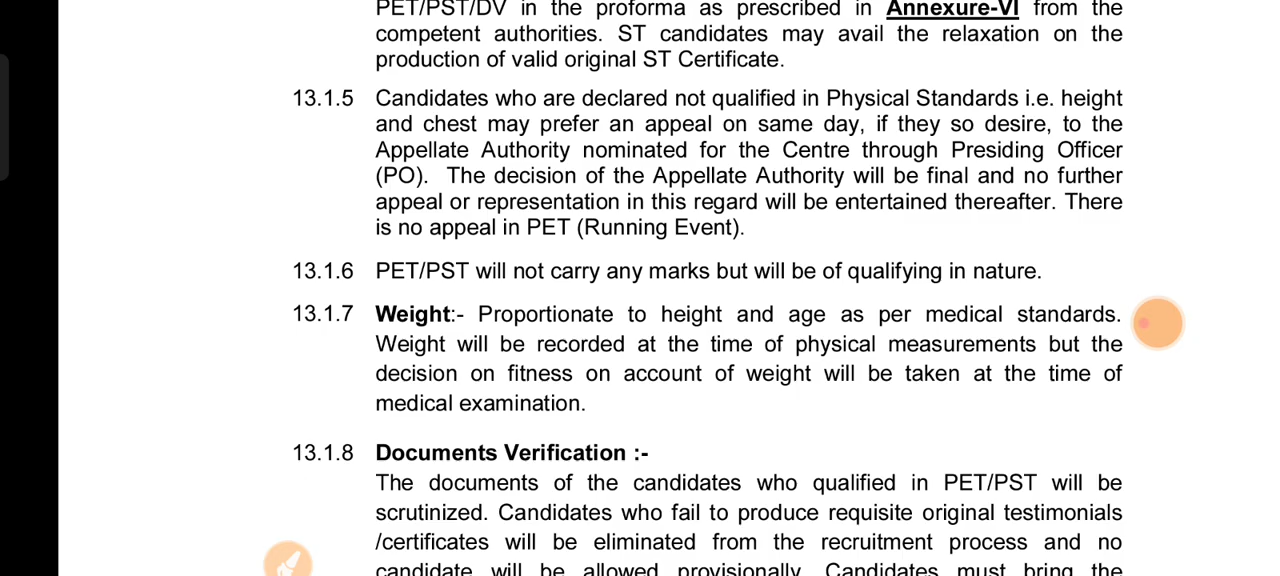 PET/PST/DV in the proforma as prescribed in Annexure-VI from the
competent authorities. ST candidates may avail the relaxation on the
production of valid original ST Certificate.
13.1.5 Candidates who are declared not qualified in Physical Standards i.e. height
and chest may prefer an appeal on same day, if they so desire, to the
Appellate Authority nominated for the Centre through Presiding Officer
(PO). The decision of the Appellate Authority will be final and no further
appeal or representation in this regard will be entertained thereafter. There
is no appeal in PET (Running Event).
13.1.6 PET/PST will not carry any marks but will be of qualifying in nature.
13.1.7 Weight:- Proportionate to height and age as per medical standards.
Weight will be recorded at the time of physical measurements but the
decision on fitness on account of weight will be taken at the time of
medical examination.
13.1.8 Documents Verification :-
The documents of the candidates who qualified in PET/PST will be
scrutinized. Candidates who fail to produce requisite original testimonials
/certificates will be eliminated from the recruitment process and no
candidate will be allowed provisionally. Candidates must bring the